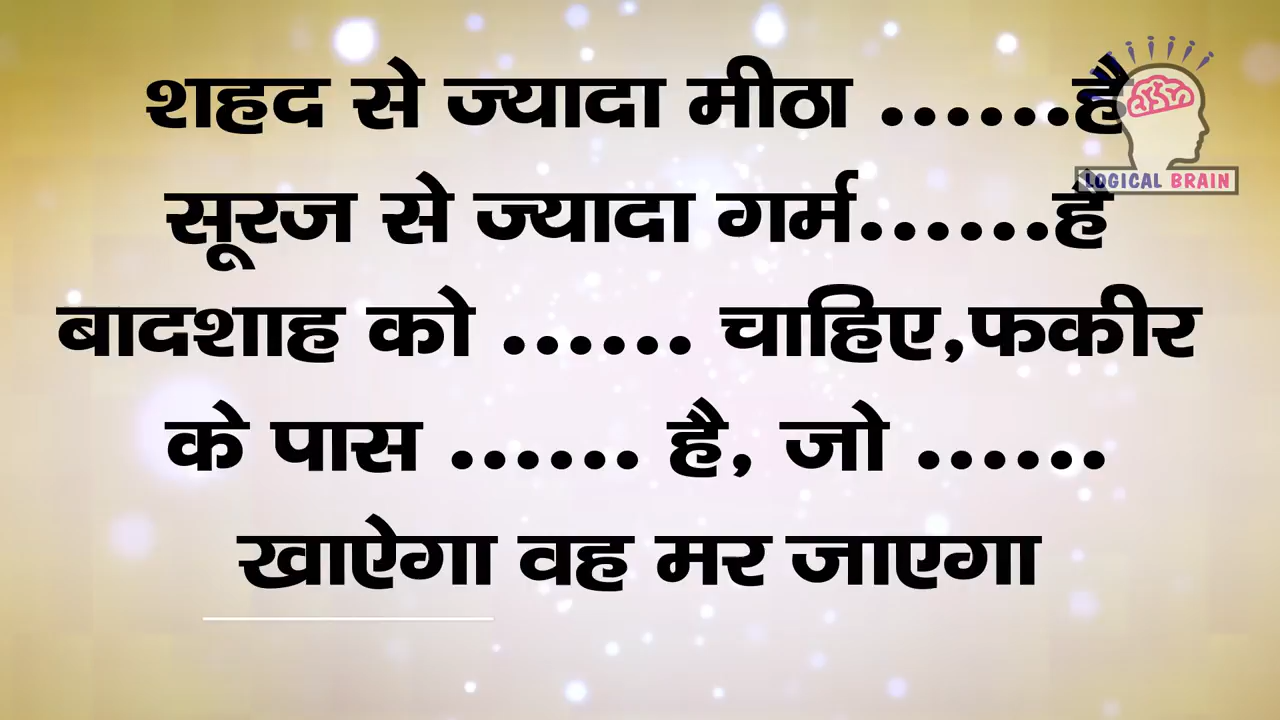 शहद से ज्यादा मीठा ......है
सूरज से ज्यादा गर्म......है
बादशाह को ...... चाहिए,फकीर
के पास ...... है, जो ......
खाऐगा वह मर जाएगा
LOGICAL BRAIN